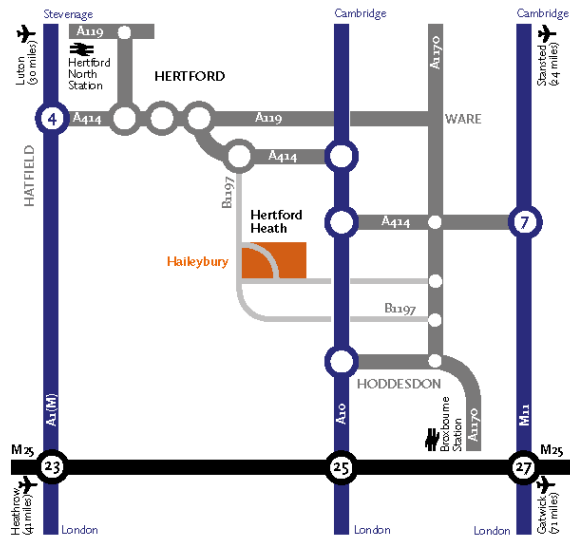 Stevenage
Cambridge
Cambridge
Luton
(30 miles)
A119
Hertford
North
Station
HERTFORD
A1170
Stansted
(24 miles)
4
A414
A119
WARE
HATFIELD
A414
B1197
Hertford
Heath
A414
7
Haileybury
B1197
HODDESDON
A1(M)
A10
Broxbourne
Station
A1170
M11
M25
M25
23
25
27
Heathrow
(41 miles)
Gatwick
(71 miles)
London
London
London